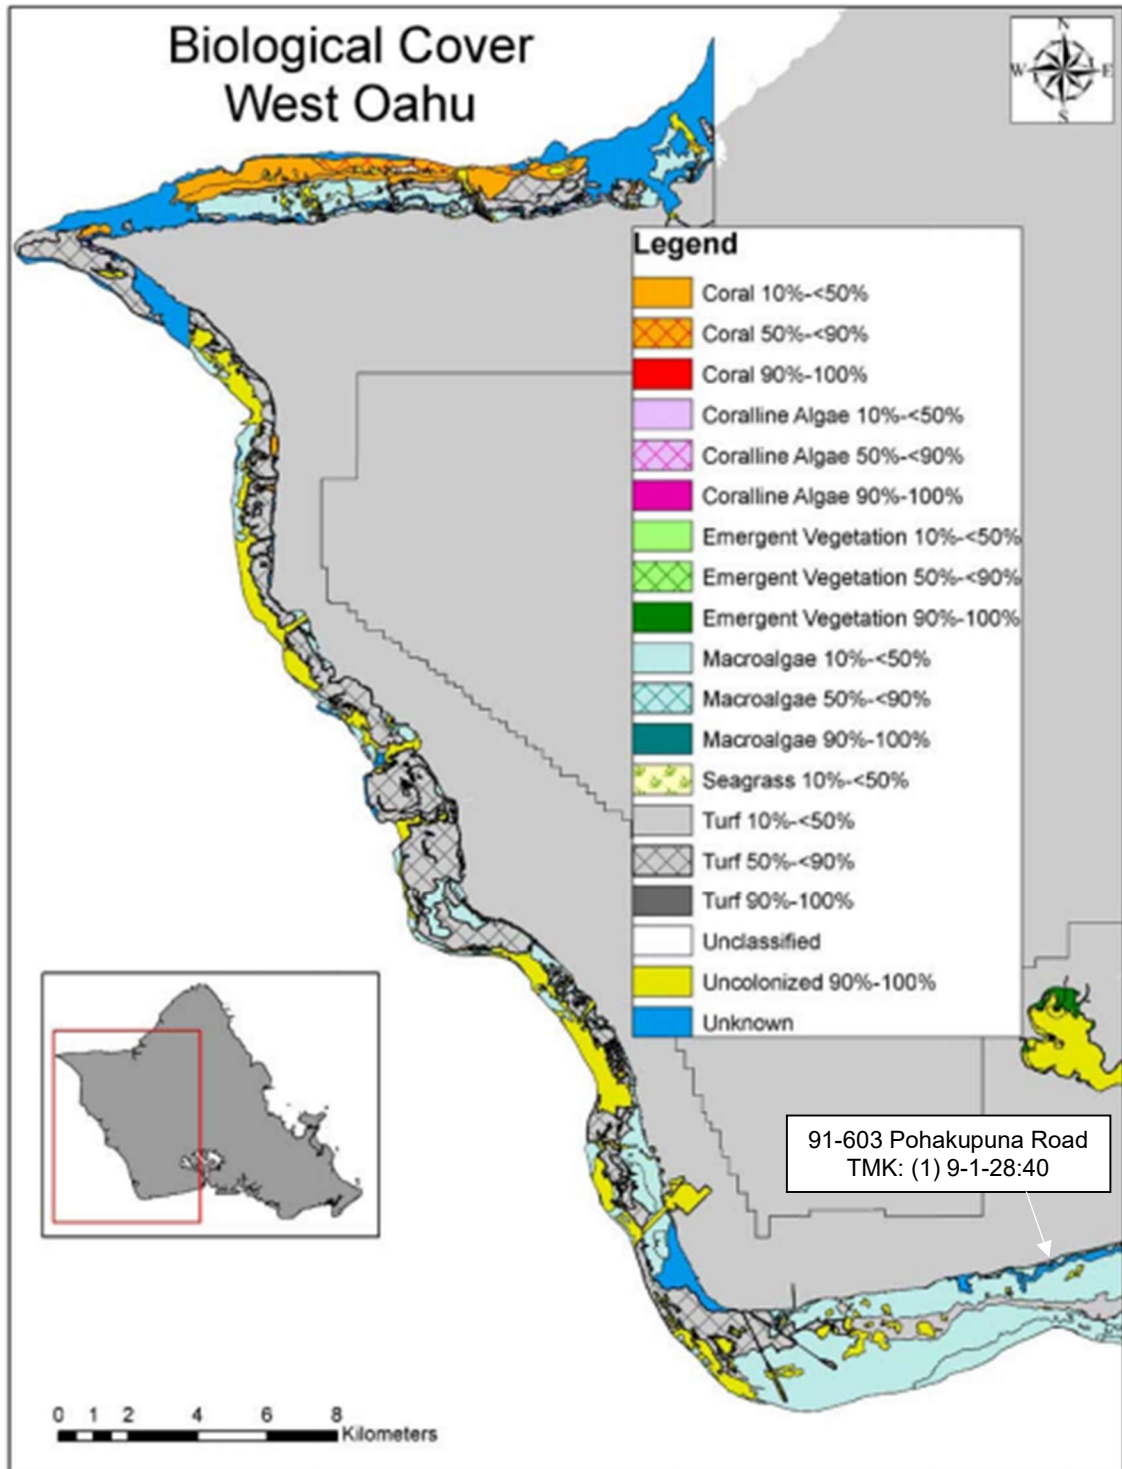 Biological Cover
West Oahu
N
W E
S
Legend
Coral 10%-<50%
Coral 50%-<90%
Coral 90%-100%
Coralline Algae 10%-<50%
Coralline Algae 50%-<90%
Coralline Algae 90%-100%
Emergent Vegetation 10%-<50%
Emergent Vegetation 50%-<90%
Emergent Vegetation 90%-100%
Macroalgae 10%-<50%
Macroalgae 50%-<90%
Macroalgae 90%-100%
Seagrass 10%-<50%
Turf 10%-<50%
Turf 50%-<90%
Turf 90%-100%
Unclassified
Uncolonized 90%-100%
Unknown
91-603 Pohakupuna Road
TMK: (1) 9-1-28:40
0 1 2 4 6 8
Kilometers